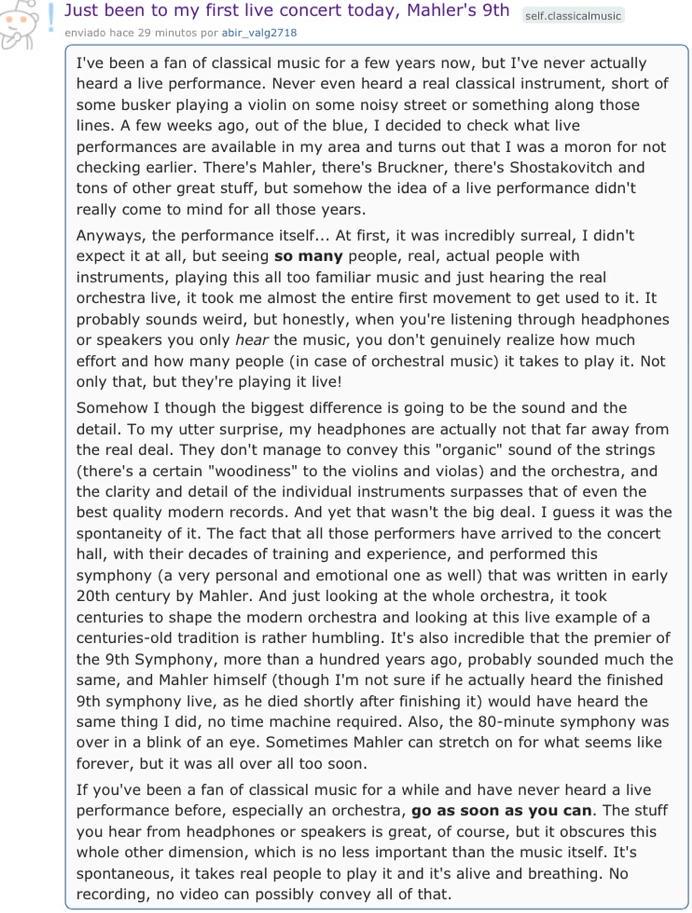 Just been to my first live concert today, Mahler's 9th self.classicalmusic
enviado hace 29 minutos por abir_valg2718
I've been a fan of classical music for a few years now, but I've never actually
heard a live performance. Never even heard a real classical instrument, short of
some busker playing a violin on some noisy street or something along those
lines. A few weeks ago, out of the blue, I decided to check what live
performances are available in my area and turns out that I was a moron for not
checking earlier. There's Mahler, there's Bruckner, there's Shostakovitch and
tons of other great stuff, but somehow the idea of a live performance didn't
really come to mind for all those years.
Anyways, the performance itself... At first, it was incredibly surreal, I didn't
expect it at all, but seeing so many people, real, actual people with
instruments, playing this all too familiar music and just hearing the real
orchestra live, it took me almost the entire first movement to get used to it. It
probably sounds weird, but honestly, when you're listening through headphones
or speakers you only hear the music, you don't genuinely realize how much
effort and how many people (in case of orchestral music) it takes to play it. Not
only that, but they're playing it live!
Somehow I though the biggest difference is going to be the sound and the
detail. To my utter surprise, my headphones are actually not that far away from
the real deal. They don't manage to convey this "organic" sound of the strings
(there's a certain "woodiness" to the violins and violas) and the orchestra, and
the clarity and detail of the individual instruments surpasses that of even the
best quality modern records. And yet that wasn't the big deal. I guess it was the
spontaneity of it. The fact that all those performers have arrived to the concert
hall, with their decades of training and experience, and performed this
symphony (a very personal and emotional one as well) that was written in early
20th century by Mahler. And just looking at the whole orchestra, it took
centuries to shape the modern orchestra and looking at this live example of a
centuries-old tradition is rather humbling. It's also incredible that the premier of
the 9th Symphony, more than a hundred years ago, probably sounded much the
same, and Mahler himself (though I'm not sure if he actually heard the finished
9th symphony live, as he died shortly after finishing it) would have heard the
same thing I did, no time machine required. Also, the 80-minute symphony was
over in a blink of an eye. Sometimes Mahler can stretch on for what seems like
forever, but it was all over all too soon.
If you've been a fan of classical music for a while and have never heard a live
performance before, especially an orchestra, go as soon as you can. The stuff
you hear from headphones or speakers is great, of course, but it obscures this
whole other dimension, which is no less important than the music itself. It's
spontaneous, it takes real people to play it and it's alive and breathing. No
recording, no video can possibly convey all of that.